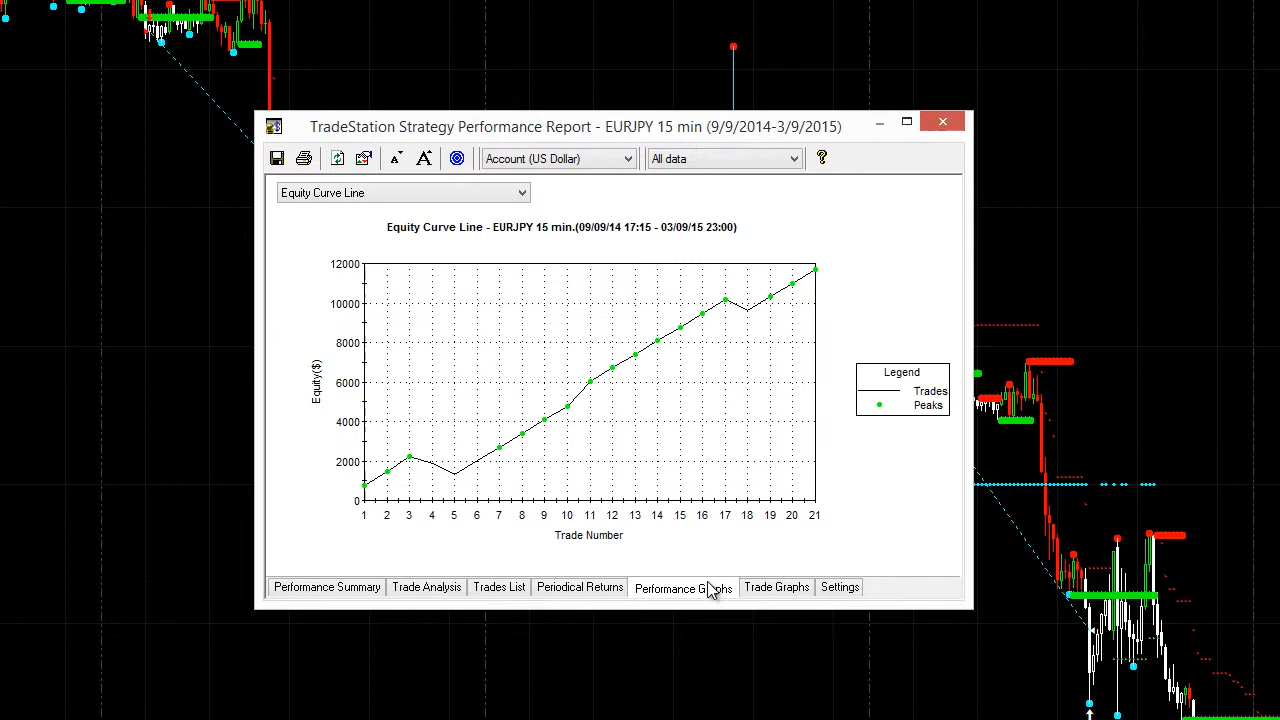 TradeStation Strategy Performance Report - EURJPY 15 min (9/9/2014-3/9/2015)
Account (US Dollar)
All data
Equity Curve Line
Equity Curve Line - EURJPY 15 min.(09/09/14 17:15 - 03/09/15 23:00)
12000
10000
8000
6000
4000
2000
0
Equity($)
1 2 3 4 5 6 7 8 9 10 11 12 13 14 15 16 17 18 19 20 21
Trade Number
Legend
Trades
Peaks
Performance Summary Trade Analysis Trades List Periodical Returns Performance Graphs Trade Graphs Settings